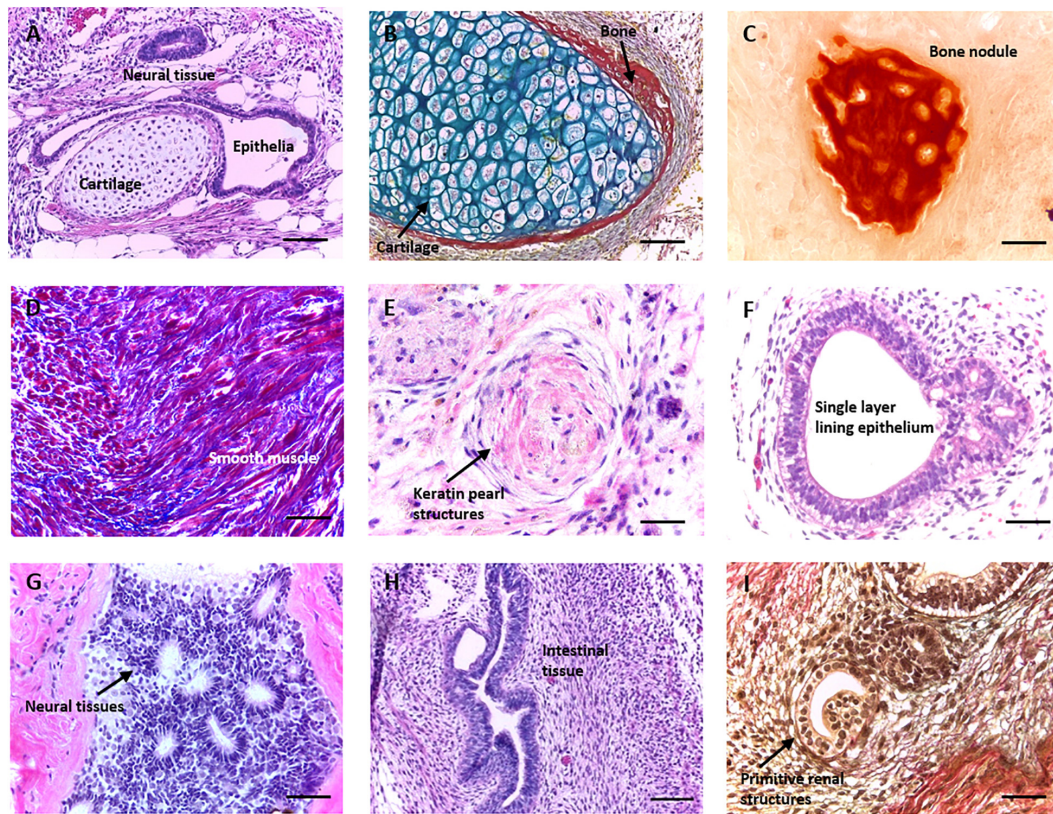 A
Neural tissue
Epithelia
Cartilage
B
Bone
Cartilage
C
Bone nodule
D
Smooth muscle
E
Keratin pearl
structures
F
Single layer
lining epithelium
G
Neural tissues
H
Intestinal
tissue
I
Primitive renal
structures